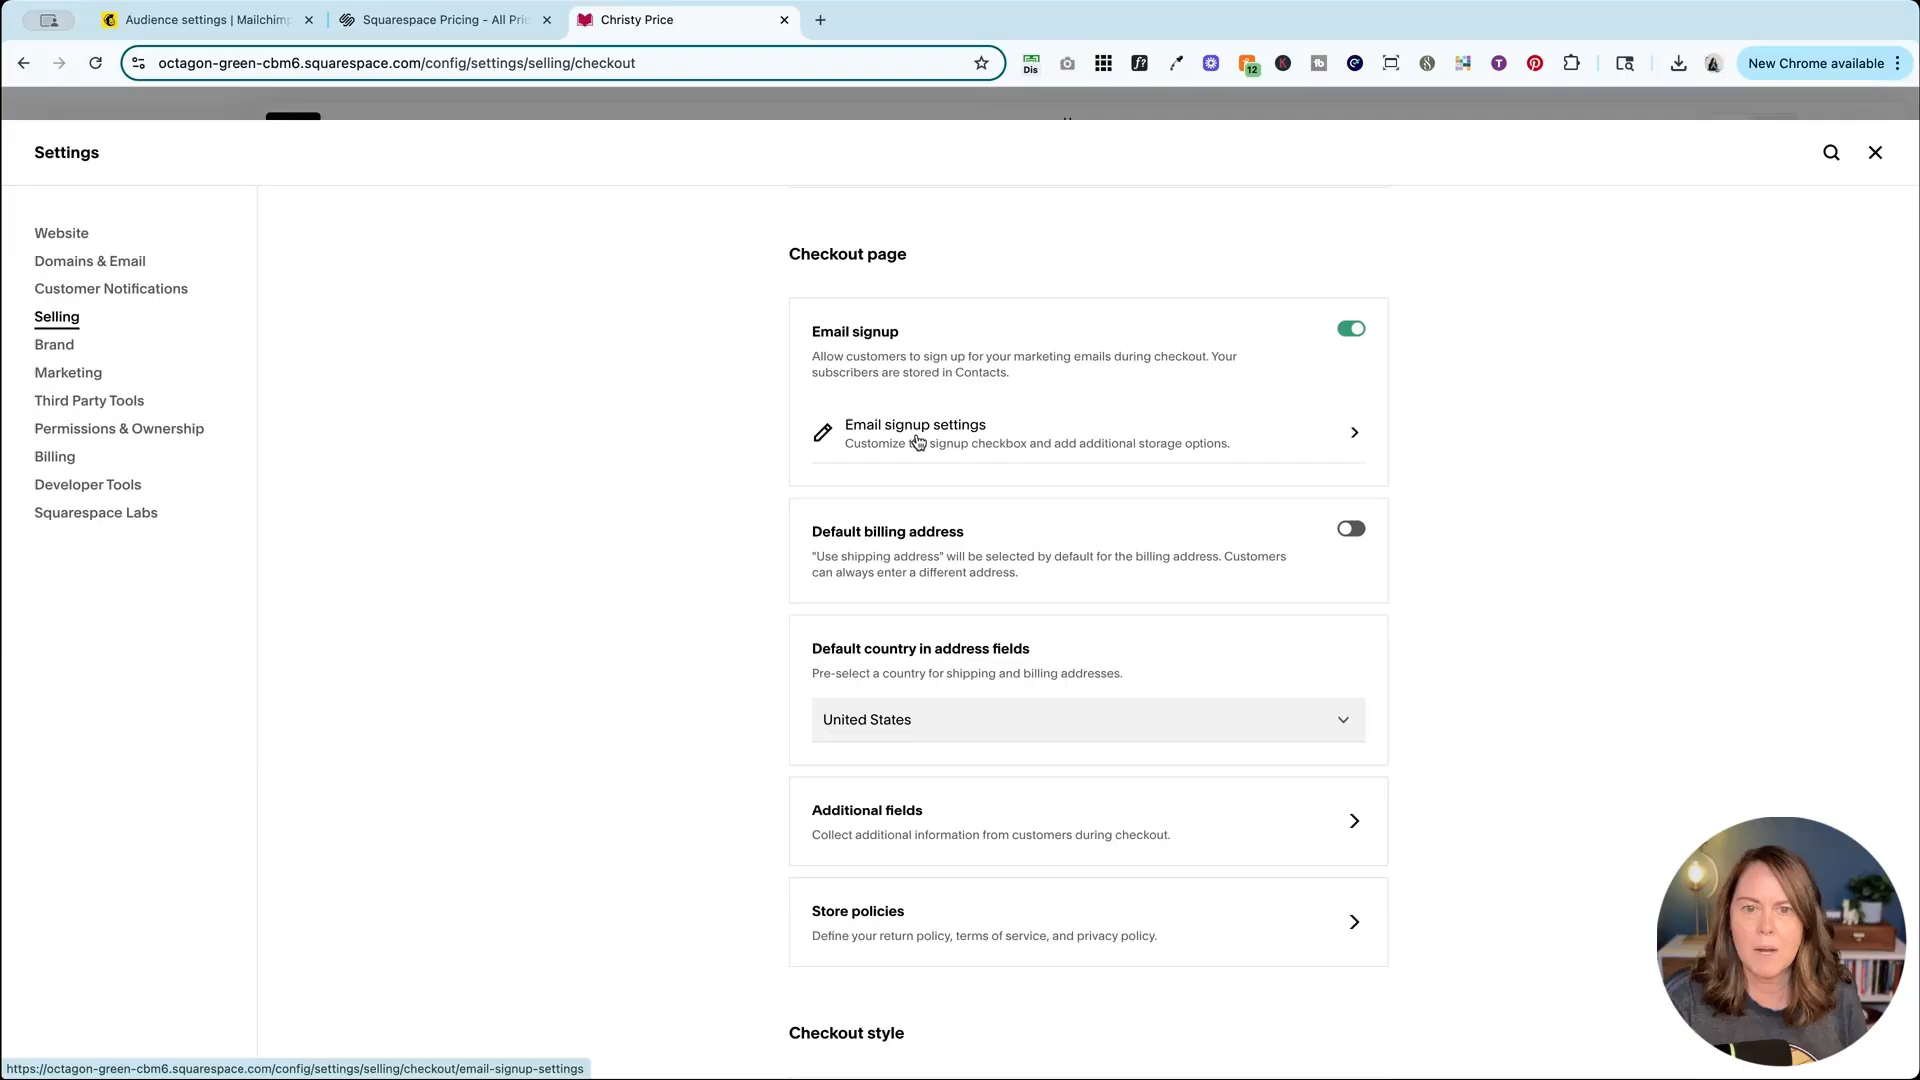 Audience settings | Mailchimp
Squarespace Pricing - All Pric
Christy Price
octagon-green-cbm6.squarespace.com/config/settings/selling/checkout
Dis
12
New Chrome available
Settings
Website
Domains & Email
Customer Notifications
Selling
Brand
Marketing
Third Party Tools
Permissions & Ownership
Billing
Developer Tools
Squarespace Labs
Checkout page
Email signup
Allow customers to sign up for your marketing emails during checkout. Your
subscribers are stored in Contacts.
Email signup settings
Customize signup checkbox and add additional storage options.
Default billing address
"Use shipping address" will be selected by default for the billing address. Customers
can always enter a different address.
Default country in address fields
Pre-select a country for shipping and billing addresses.
United States
Additional fields
Collect additional information from customers during checkout.
Store policies
Define your return policy, terms of service, and privacy policy.
Checkout style
https://octagon-green-cbm6.squarespace.com/config/settings/selling/checkout/email-signup-settings